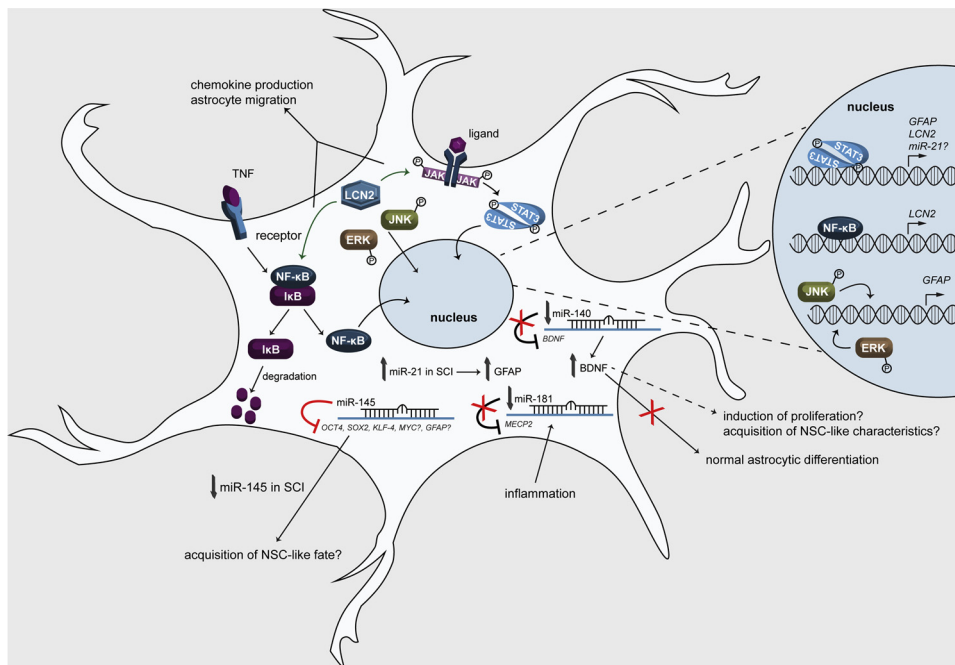 chemokine production
astrocyte migration
TNF
receptor
LCN2
ligand
P
JAK
JAK
P
P
STAT3
STAT3
P
P
JNK
ERK
P
NF-κB
IκB
IκB
NF-κB
degradation
nucleus
miR-140
BDNF
BDNF
miR-21 in SCI
GFAP
miR-145
OCT4, SOX2, KLF-4, MYC?, GFAP?
miR-181
MECP2
inflammation
miR-145 in SCI
acquisition of NSC-like fate?
induction of proliferation?
acquisition of NSC-like characteristics?
normal astrocytic differentiation
nucleus
GFAP
LCN2
miR-21?
P
STAT3
STAT3
P
NF-κB
LCN2
P
JNK
GFAP
ERK
P